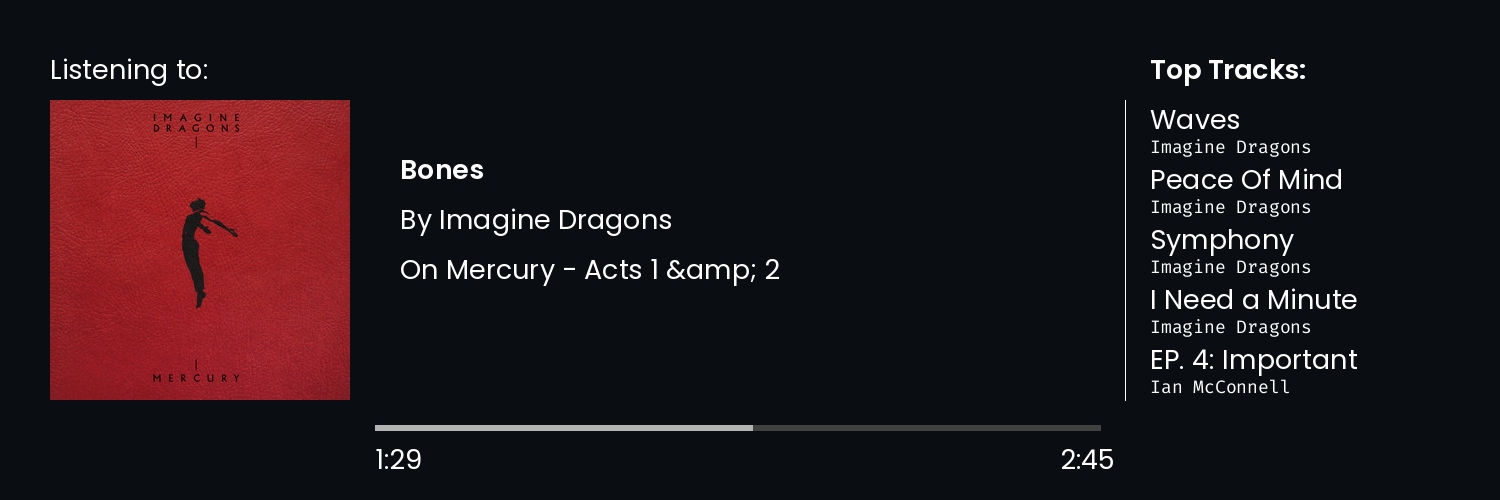 Listening to:
IMAGINE
DRAGONS
MERCURY
Bones
By Imagine Dragons
On Mercury - Acts 1 &amp; 2
1:29
2:45
Top Tracks:
Waves
Imagine Dragons
Peace Of Mind
Imagine Dragons
Symphony
Imagine Dragons
I Need a Minute
Imagine Dragons
EP. 4: Important
Ian McConnell